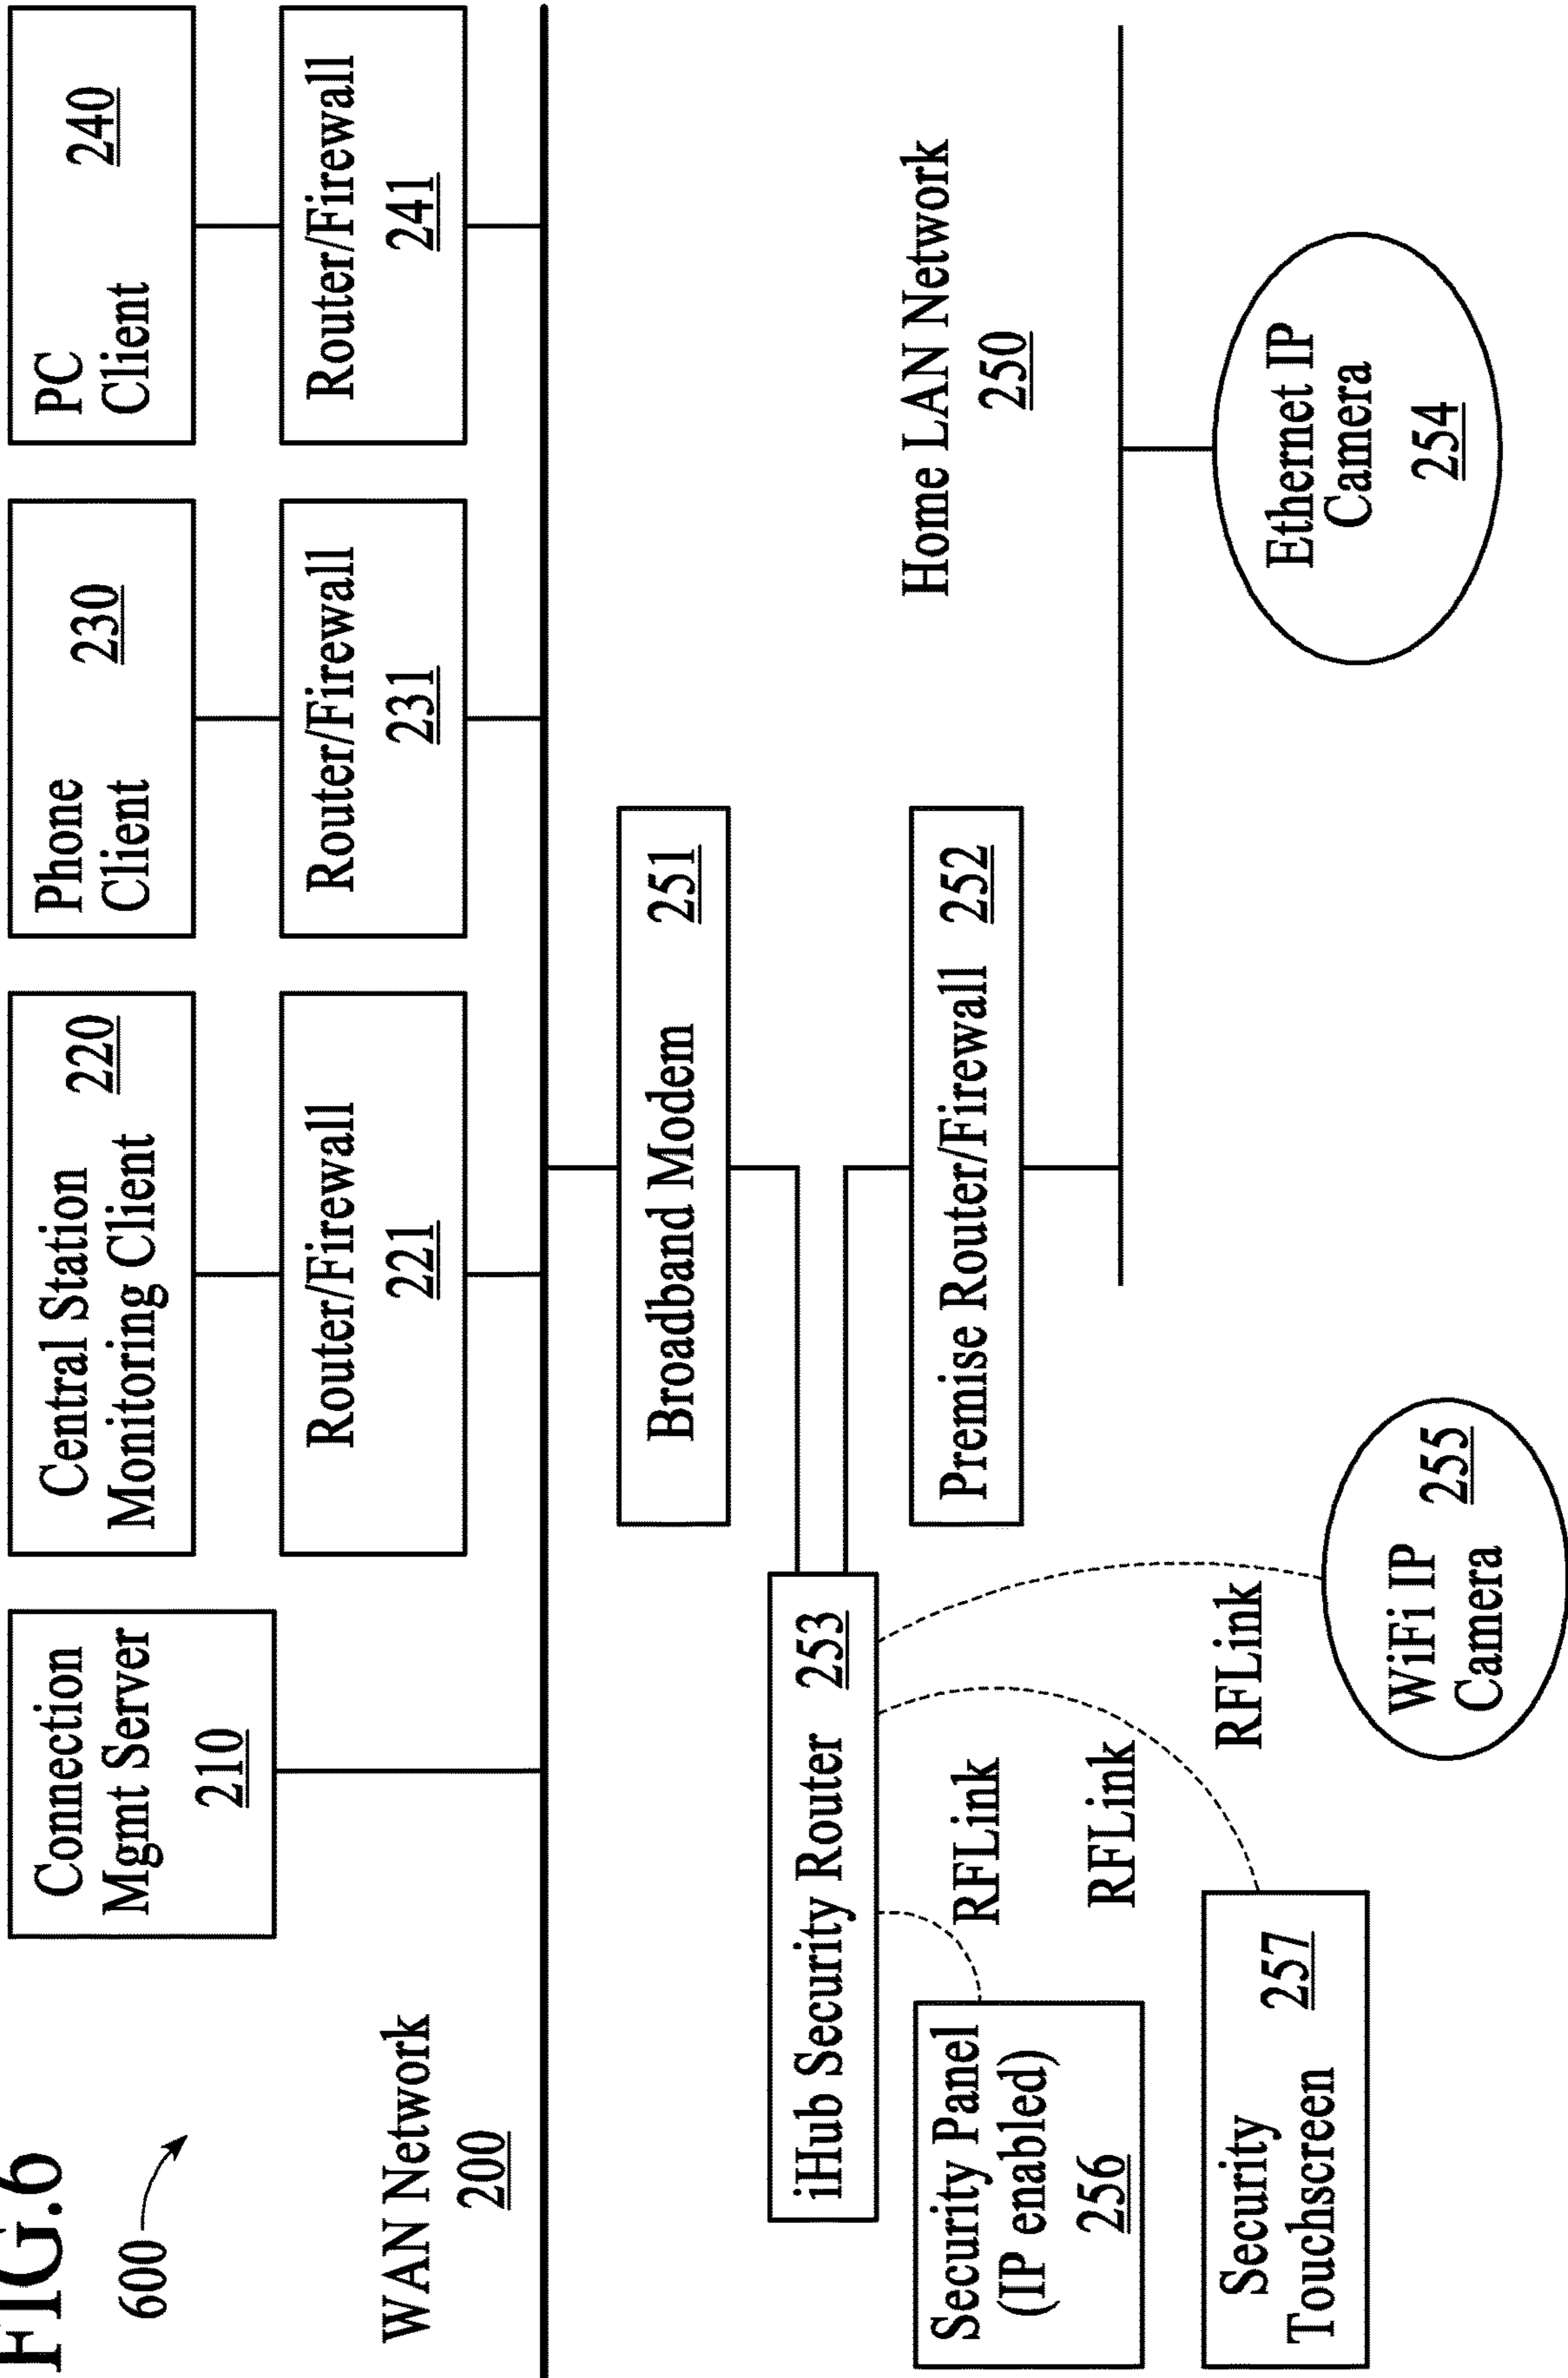 FIG.6
600
Connection
Mgmt Server
210
Central Station
Monitoring Client
220
Phone
Client
230
PC
Client
240
Router/Firewall
221
Router/Firewall
231
Router/Firewall
241
WAN Network
200
Broadband Modem 251
iHub Security Router 253
Premise Router/Firewall 252
Home LAN Network
250
Security Panel
(IP enabled)
256
RFLink
RFLink
RFLink
Security
Touchscreen
257
WiFi IP
Camera
255
Ethernet IP
Camera
254